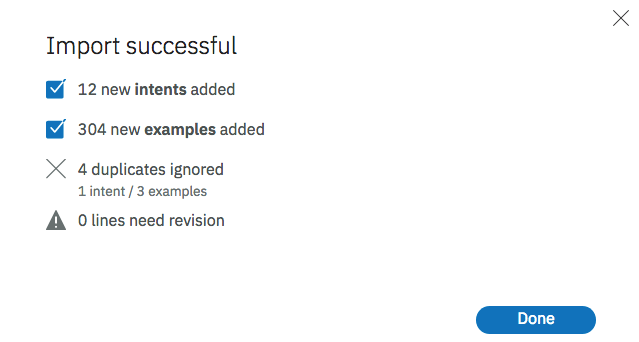 Import successful
12 new intents added
304 new examples added
4 duplicates ignored
1 intent / 3 examples
0 lines need revision
Done